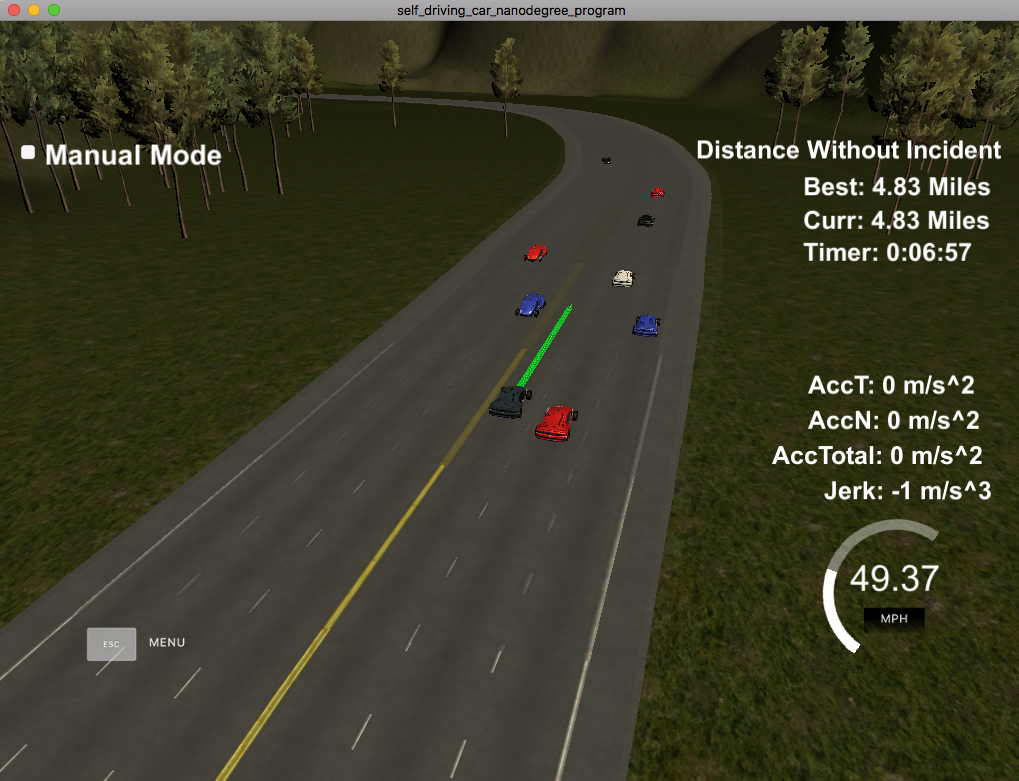 self_driving_car_nanodegree_program
Manual Mode
Distance Without Incident
Best: 4.83 Miles
Curr: 4.83 Miles
Timer: 0:06:57
AccT: 0 m/s^2
AccN: 0 m/s^2
AccTotal: 0 m/s^2
Jerk: -1 m/s^3
49.37
MPH
ESC MENU